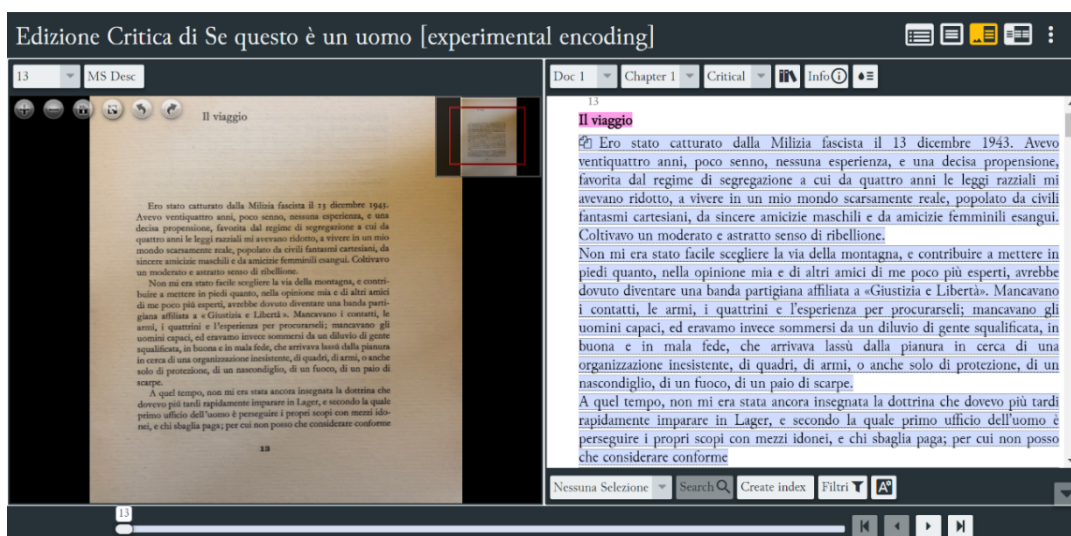 Edizione Critica di Se questo è un uomo [experimental encoding]
13 MS Desc
Il viaggio
Ero stato catturato dalla Milizia fascista il 13 dicembre 1943.
Avevo ventiquattro anni, poco senno, nessuna esperienza, e una
decisa propensione, favorita dal regime di segregazione a cui da
quattro anni le leggi razziali mi avevano ridotto, a vivere in un mio
mondo scarsamente reale, popolato da civili fantasmi cartesiani, da
sincere amicizie maschili e da amicizie femminili esangui. Coltivavo
un moderato e astratto senso di ribellione.
Non mi era stato facile scegliere la via della montagna, e contri-
buire a mettere in piedi quanto, nella opinione mia e di altri amici
di me poco più esperti, avrebbe dovuto diventare una banda parti-
giana affiliata a « Giustizia e Libertà ». Mancavano i contatti, le
armi, i quattrini e l'esperienza per procurarseli; mancavano gli
uomini capaci, ed eravamo invece sommersi da un diluvio di gente
squalificata, in buona e in mala fede, che arrivava lassù dalla pianura
in cerca di una organizzazione inesistente, di quadri, di armi, o anche
solo di protezione, di un nascondiglio, di un fuoco, di un paio di
scarpe.
A quel tempo, non mi era stata ancora insegnata la dottrina che
dovevo più tardi rapidamente imparare in Lager, e secondo la quale
primo ufficio dell'uomo è perseguire i propri scopi con mezzi ido-
nei, e chi sbaglia paga; per cui non posso che considerare conforme
13
Doc 1 Chapter 1 Critical Info
13
Il viaggio
Ero stato catturato dalla Milizia fascista il 13 dicembre 1943. Avevo
ventiquattro anni, poco senno, nessuna esperienza, e una decisa propensione,
favorita dal regime di segregazione a cui da quattro anni le leggi razziali mi
avevano ridotto, a vivere in un mio mondo scarsamente reale, popolato da civili
fantasmi cartesiani, da sincere amicizie maschili e da amicizie femminili esangui.
Coltivavo un moderato e astratto senso di ribellione.
Non mi era stato facile scegliere la via della montagna, e contribuire a mettere in
piedi quanto, nella opinione mia e di altri amici di me poco più esperti, avrebbe
dovuto diventare una banda partigiana affiliata a «Giustizia e Libertà». Mancavano
i contatti, le armi, i quattrini e l'esperienza per procurarseli; mancavano gli
uomini capaci, ed eravamo invece sommersi da un diluvio di gente squalificata, in
buona e in mala fede, che arrivava lassù dalla pianura in cerca di una
organizzazione inesistente, di quadri, di armi, o anche solo di protezione, di un
nascondiglio, di un fuoco, di un paio di scarpe.
A quel tempo, non mi era stata ancora insegnata la dottrina che dovevo più tardi
rapidamente imparare in Lager, e secondo la quale primo ufficio dell'uomo è
perseguire i propri scopi con mezzi idonei, e chi sbaglia paga; per cui non posso
che considerare conforme
Nessuna Selezione Search Create index Filtri
13